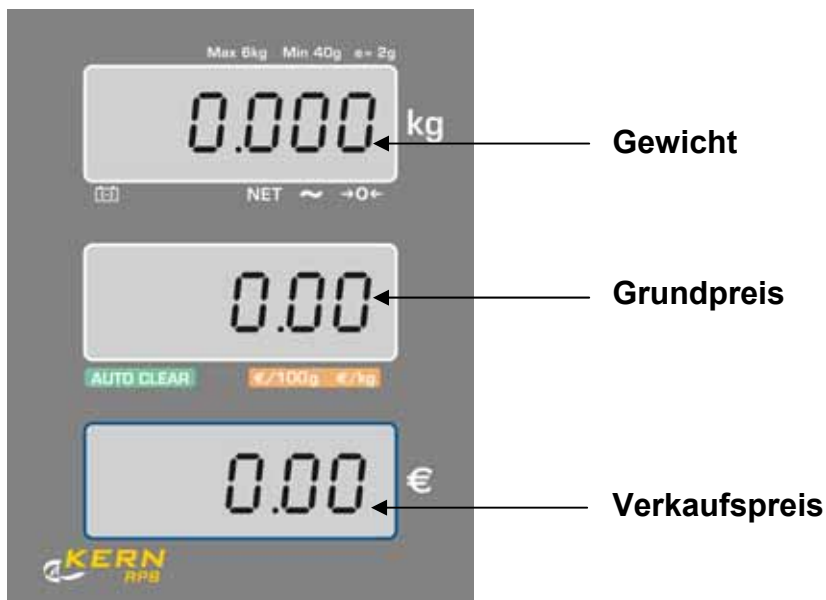 Max 6kg Min 40g e= 2g
0.000 kg
Gewicht
NET ~ →0←
0.00
Grundpreis
AUTO CLEAR €/100g €/kg
0.00 €
Verkaufspreis
KERN
RPB